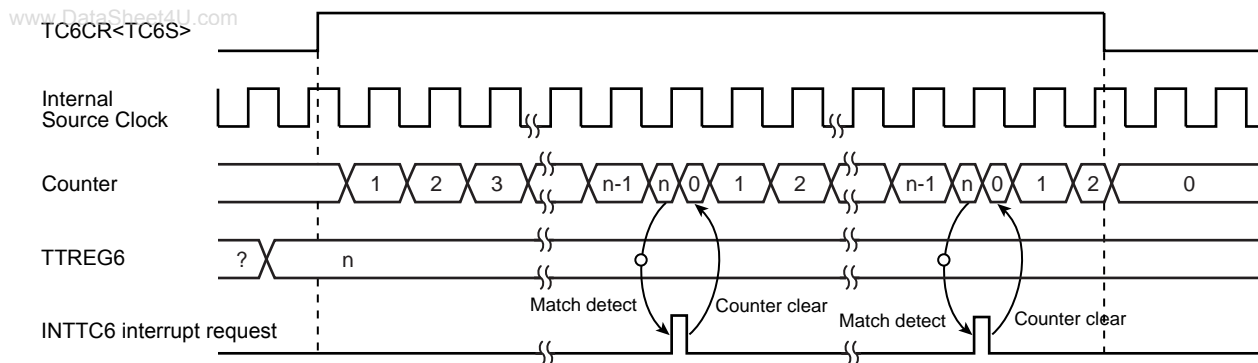 www.DataSheet4U.com
TC6CR<TC6S>
Internal
Source Clock
Counter
1 2 3 n-1 n 0 1 2 n-1 n 0 1 2 0
TTREG6
? n
Match detect Counter clear Match detect Counter clear
INTTC6 interrupt request